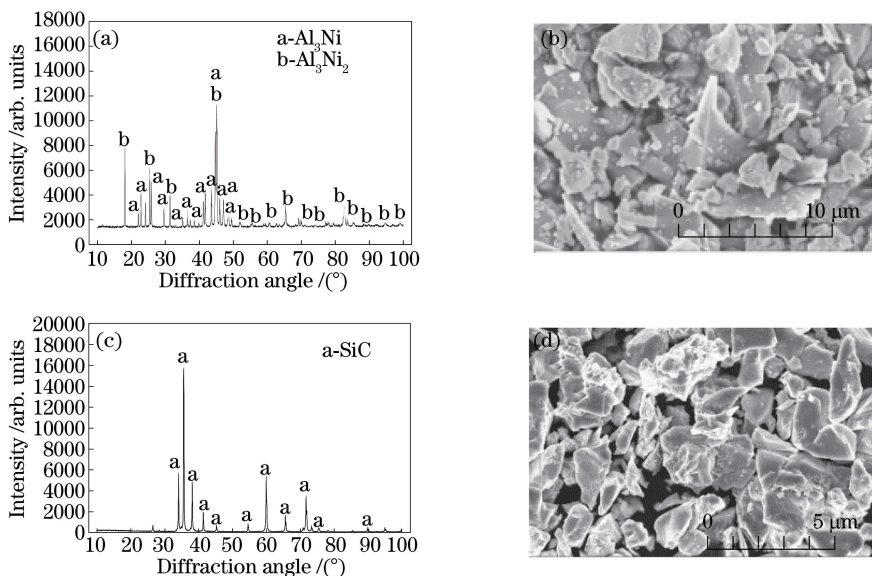 (a)
a-Al₃Ni
b-Al₃Ni₂
18000
16000
14000
12000
10000
8000
6000
4000
2000
0
Intensity /arb. units
b
a
a
b
a
a
b
a
a
a
a
a
b
a
a
a
b
b
b
b
b
b
b
b
b
b
10 20 30 40 50 60 70 80 90 100
Diffraction angle /(°)
(b)
0 10 μm
(c)
a-SiC
20000
18000
16000
14000
12000
10000
8000
6000
4000
2000
0
Intensity /arb. units
a
a
a
a
a
a
a
a
a
a
a
10 20 30 40 50 60 70 80 90 100
Diffraction angle /(°)
(d)
0 5 μm